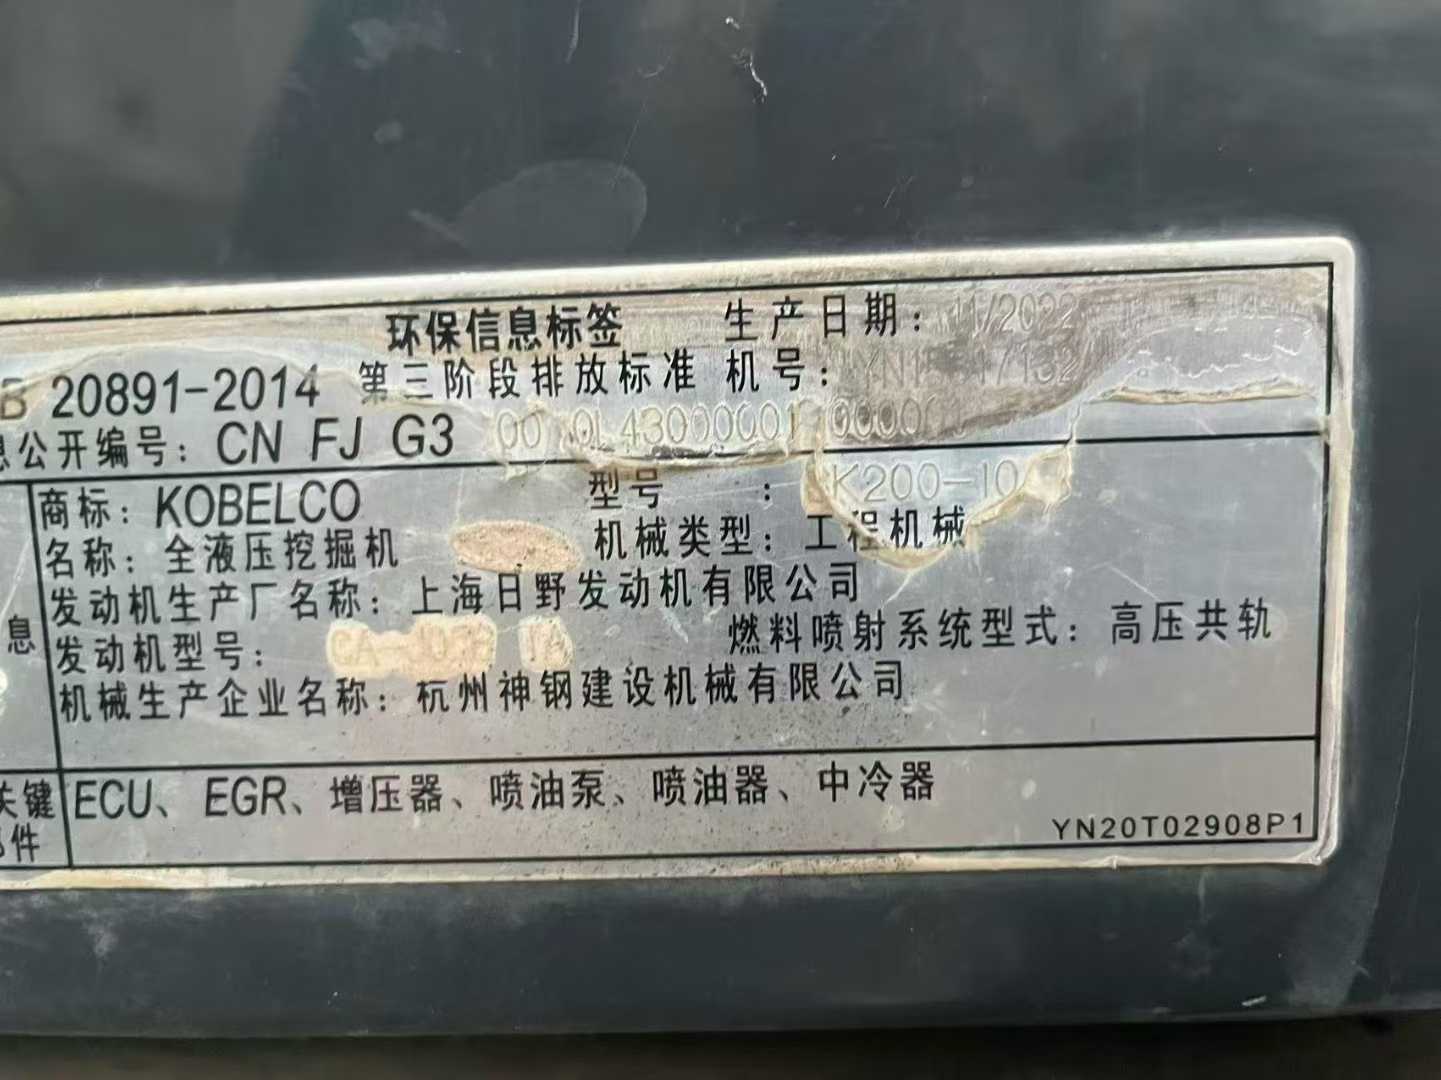 环保信息标签 生产日期: 11/2022
B 20891-2014 第三阶段排放标准 机号:
息公开编号: CN FJ G3
商标: KOBELCO 型号 : K200-10
名称: 全液压挖掘机 机械类型: 工程机械
发动机生产厂名称: 上海日野发动机有限公司
息 发动机型号: 燃料喷射系统型式: 高压共轨
机械生产企业名称: 杭州神钢建设机械有限公司
关键 ECU、EGR、增压器、喷油泵、喷油器、中冷器
件 YN20T02908P1